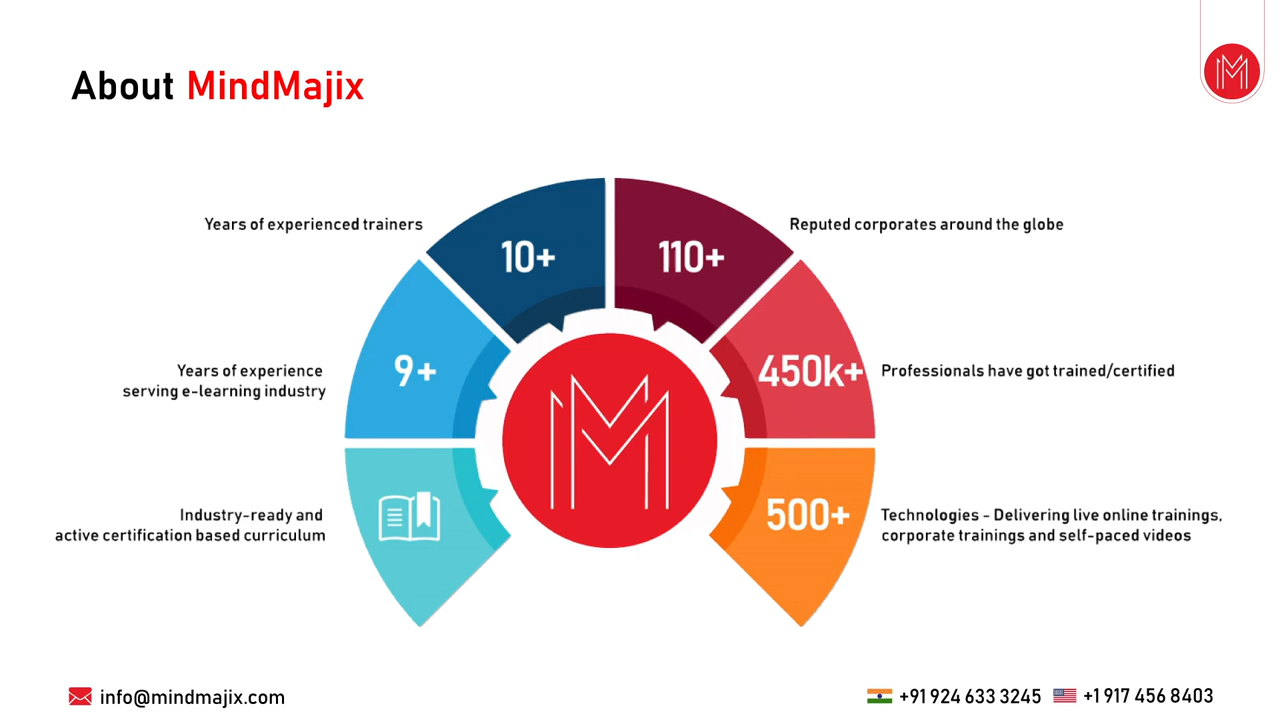 About MindMajix
Years of experienced trainers
10+
110+
Reputed corporates around the globe
Years of experience
serving e-learning industry
9+
450k+
Professionals have got trained/certified
Industry-ready and
active certification based curriculum
500+
Technologies - Delivering live online trainings,
corporate trainings and self-paced videos
info@mindmajix.com
+91 924 633 3245
+1 917 456 8403